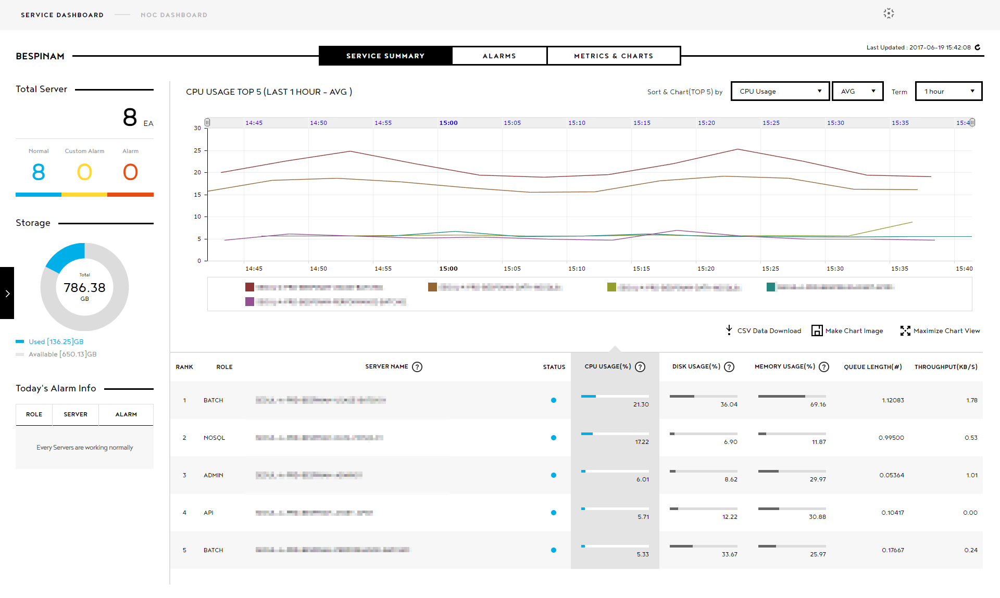 SERVICE DASHBOARD NOC DASHBOARD
BESPINAM
SERVICE SUMMARY ALARMS METRICS & CHARTS
Last Updated : 2017-06-19 15:42:08
Total Server
8 EA
Normal Custom Alarm Alarm
8 0 0
Storage
Total
786.38
GB
Used [136.25]GB
Available [650.13]GB
Today's Alarm Info
ROLE SERVER ALARM
Every Servers are working normally
CPU USAGE TOP 5 (LAST 1 HOUR - AVG )
Sort & Chart(TOP 5) by CPU Usage AVG Term 1 hour
14:45 14:50 14:55 15:00 15:05 15:10 15:15 15:20 15:25 15:30 15:35 15:4
30
25
20
15
10
5
0
14:45 14:50 14:55 15:00 15:05 15:10 15:15 15:20 15:25 15:30 15:35 15:40
CSV Data Download Make Chart Image Maximize Chart View
RANK ROLE SERVER NAME ? STATUS CPU USAGE(%) ? DISK USAGE(%) ? MEMORY USAGE(%) ? QUEUE LENGTH(#) THROUGHPUT(KB/S)
1 BATCH 21.30 36.04 69.16 1.12083 1.78
2 NOSQL 17.22 6.90 11.87 0.99500 0.53
3 ADMIN 6.01 8.62 29.97 0.05364 1.01
4 API 5.71 12.22 30.88 0.10417 0.00
5 BATCH 5.33 33.67 25.97 0.17667 0.24